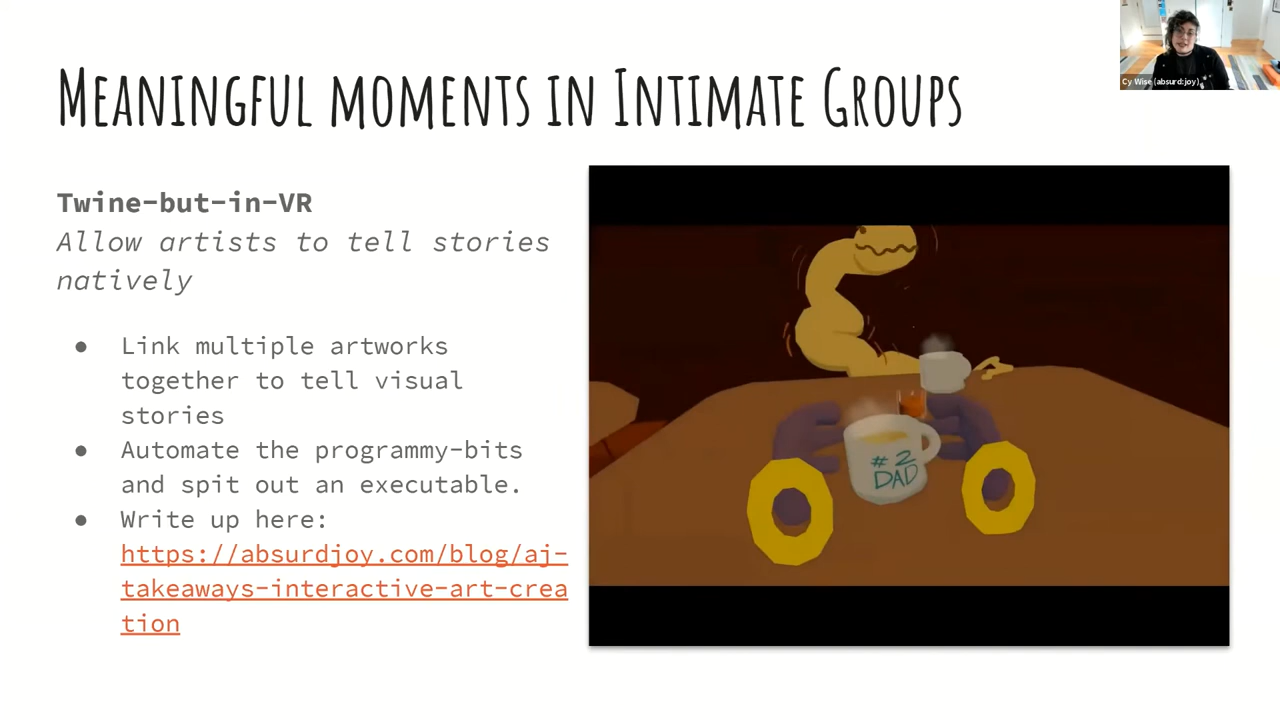 Cy Wise (absurd:joy)
Meaningful moments in Intimate Groups
Twine-but-in-VR
Allow artists to tell stories
natively
● Link multiple artworks
together to tell visual
stories
● Automate the programmy-bits
and spit out an executable.
● Write up here:
https://absurdjoy.com/blog/aj-
takeaways-interactive-art-crea
tion
#2
DAD